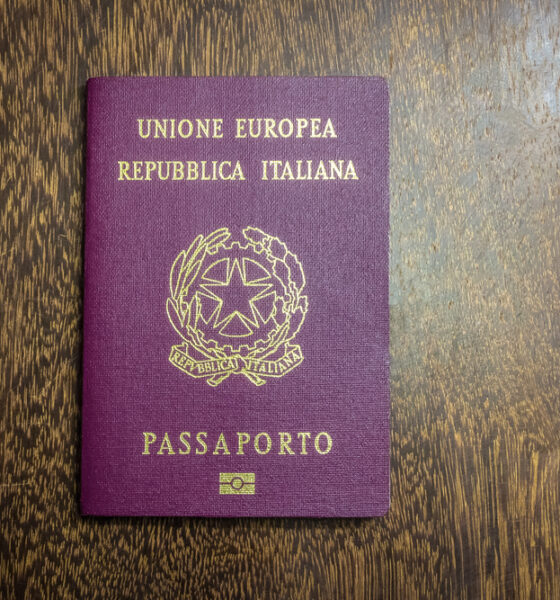 UNIONE EUROPEA
REPUBBLICA ITALIANA
REPVBBLICA ITALIANA
PASSAPORTO